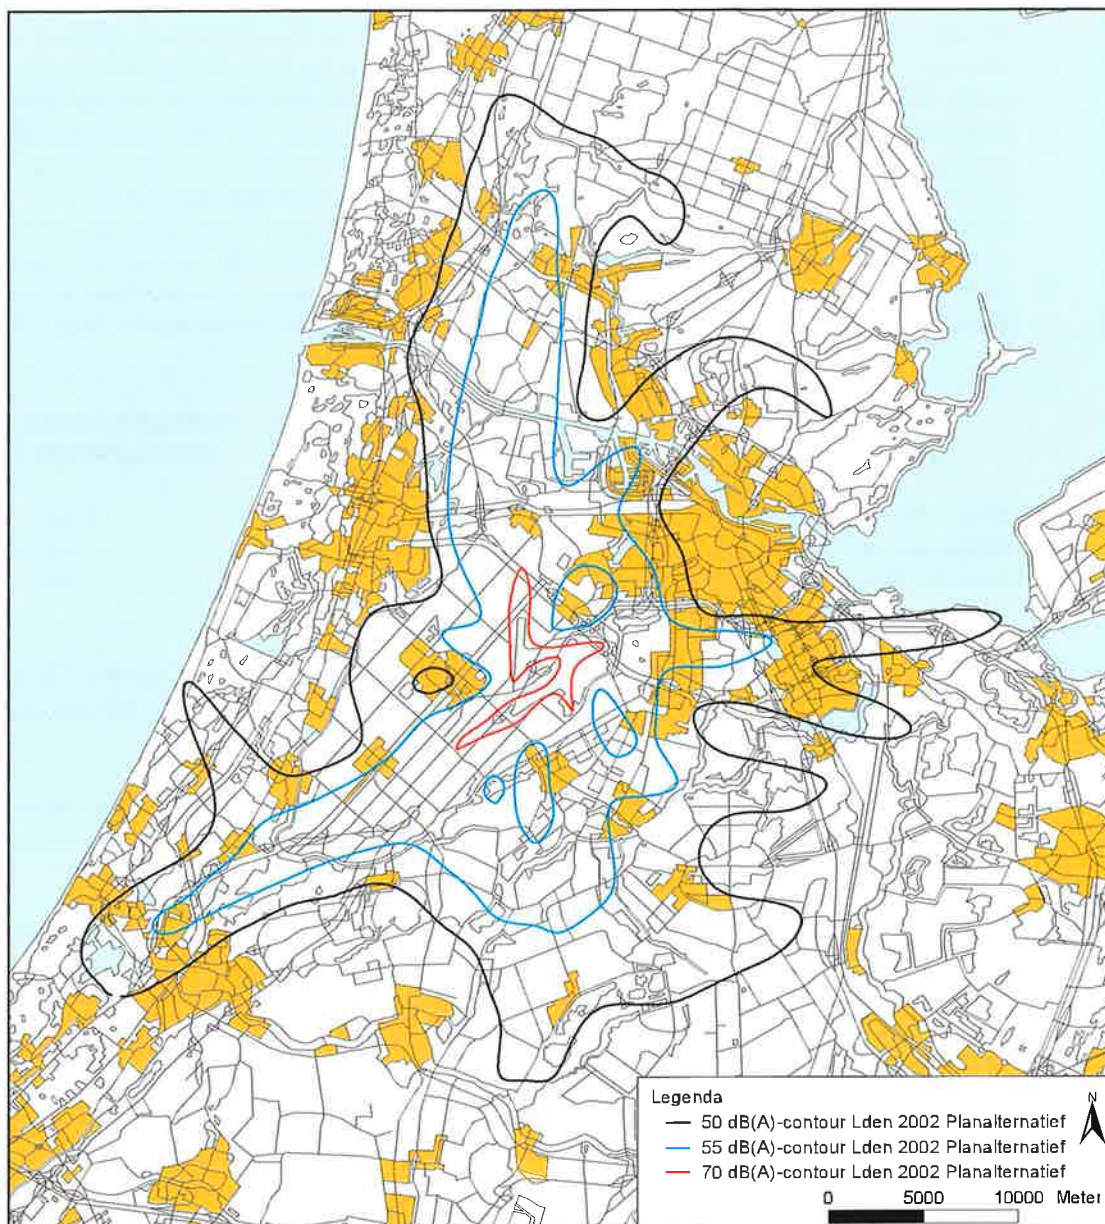 Legenda
N
50 dB(A)-contour Lden 2002 Planalternatief
55 dB(A)-contour Lden 2002 Planalternatief
70 dB(A)-contour Lden 2002 Planalternatief
0 5000 10000 Meter